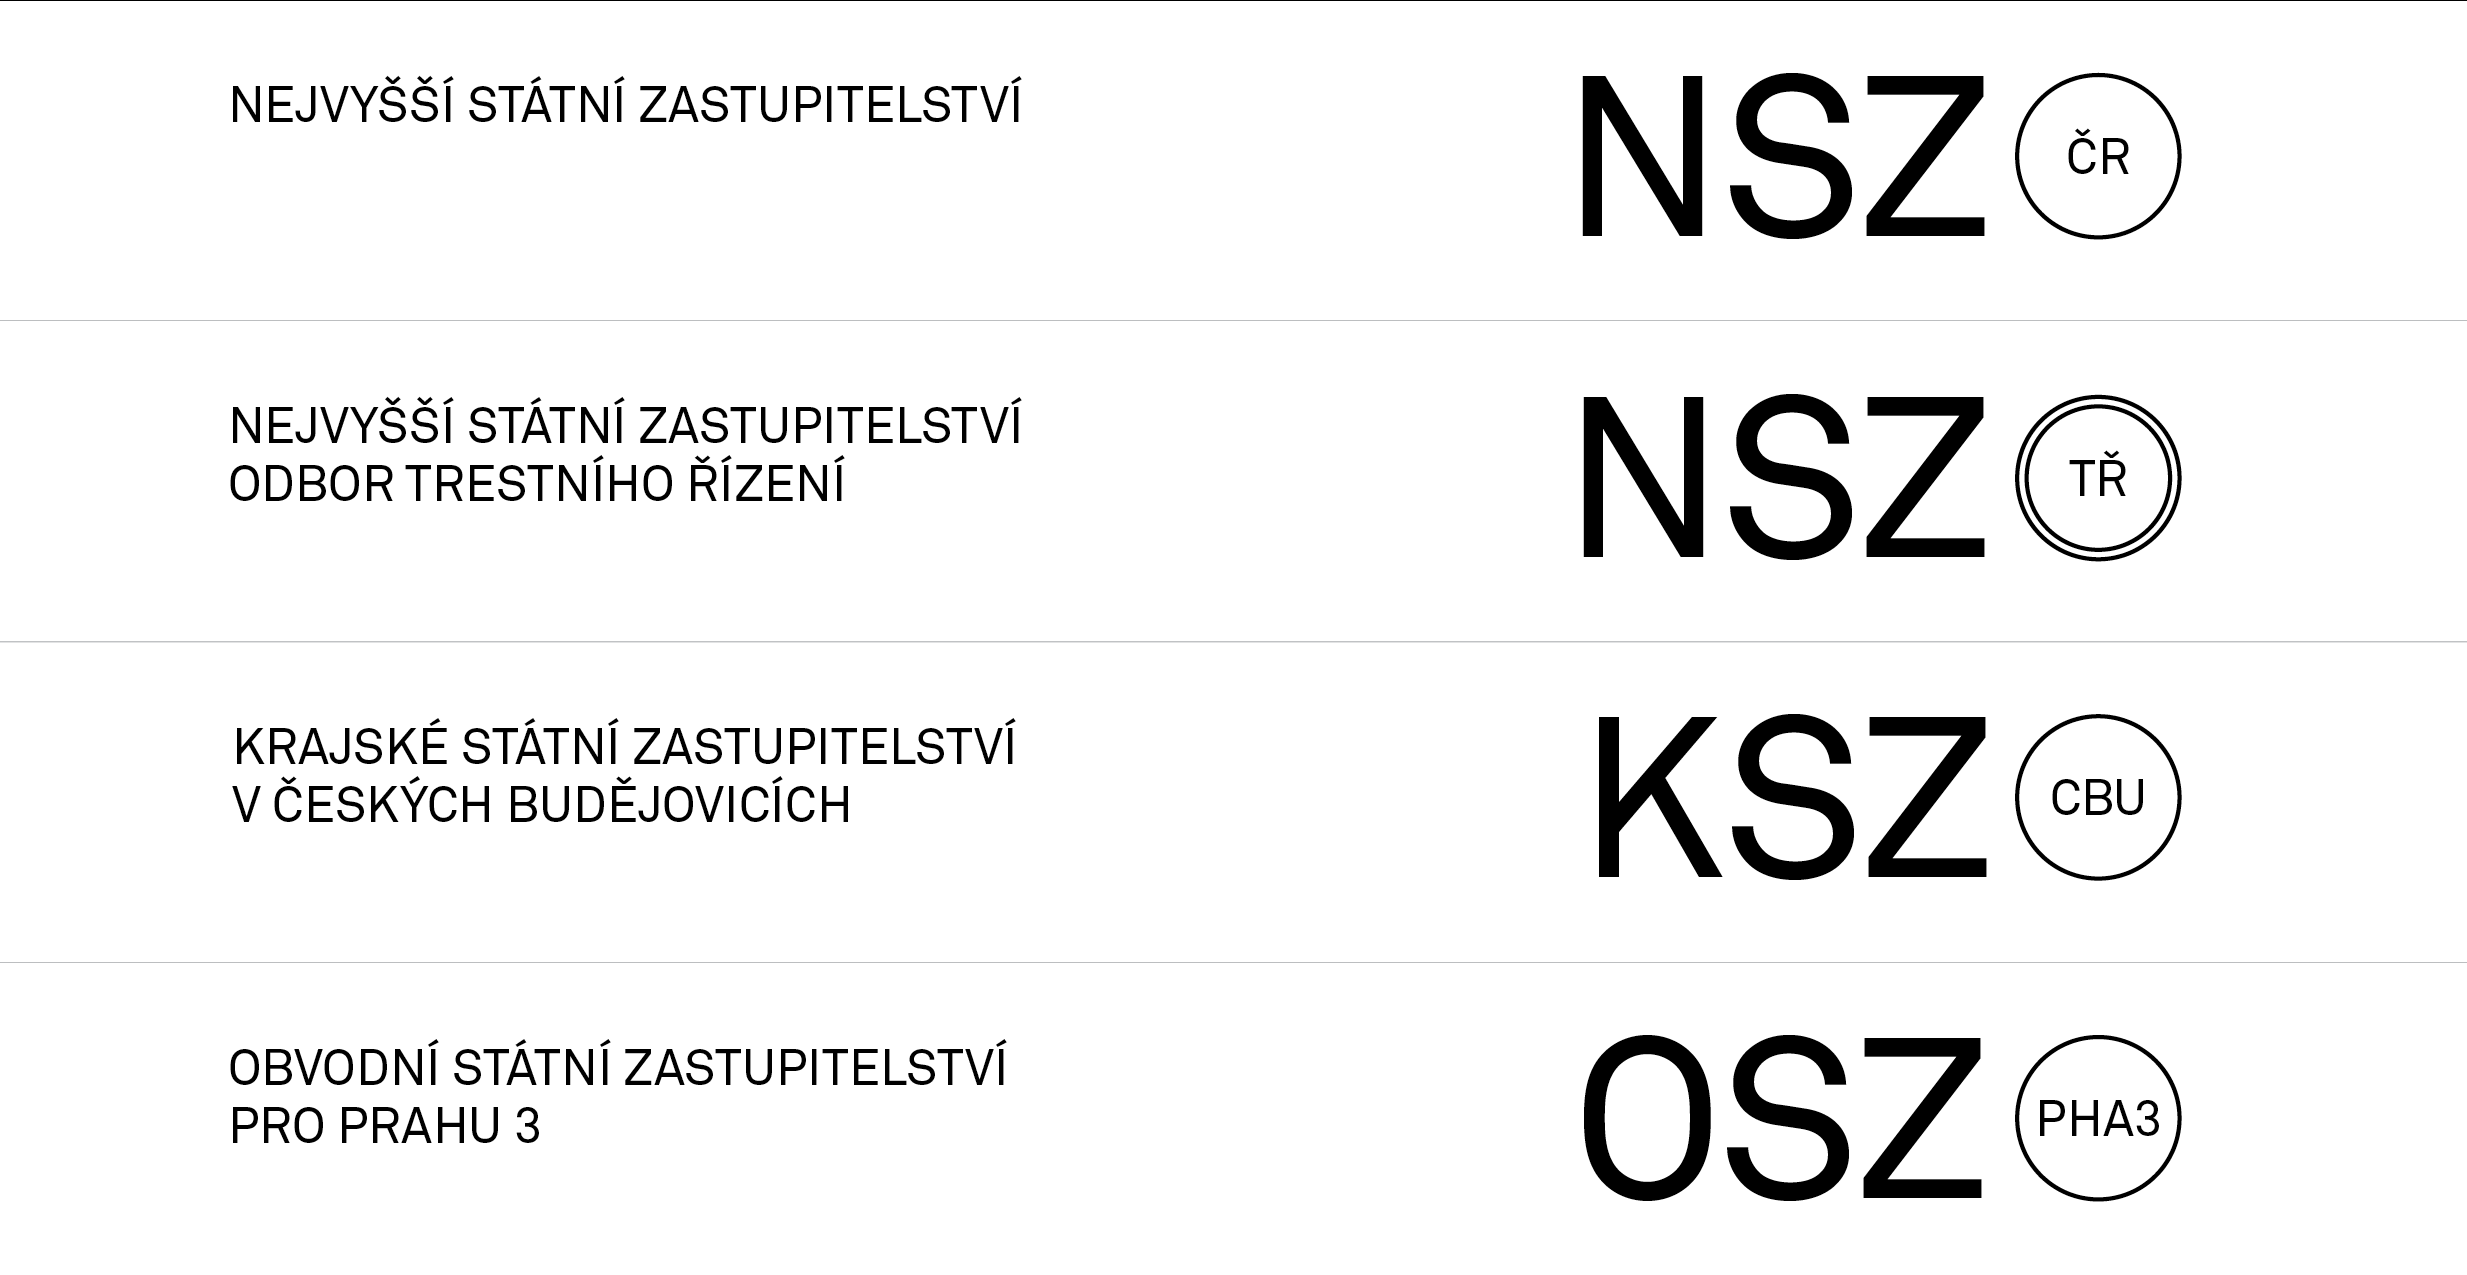 NEJVYŠŠÍ STÁTNÍ ZASTUPITELSTVÍ
NSZ ČR
NEJVYŠŠÍ STÁTNÍ ZASTUPITELSTVÍ
ODBOR TRESTNÍHO ŘÍZENÍ
NSZ TŘ
KRAJSKÉ STÁTNÍ ZASTUPITELSTVÍ
V ČESKÝCH BUDĚJOVICÍCH
KSZ CBU
OBVODNÍ STÁTNÍ ZASTUPITELSTVÍ
PRO PRAHU 3
OSZ PHA3